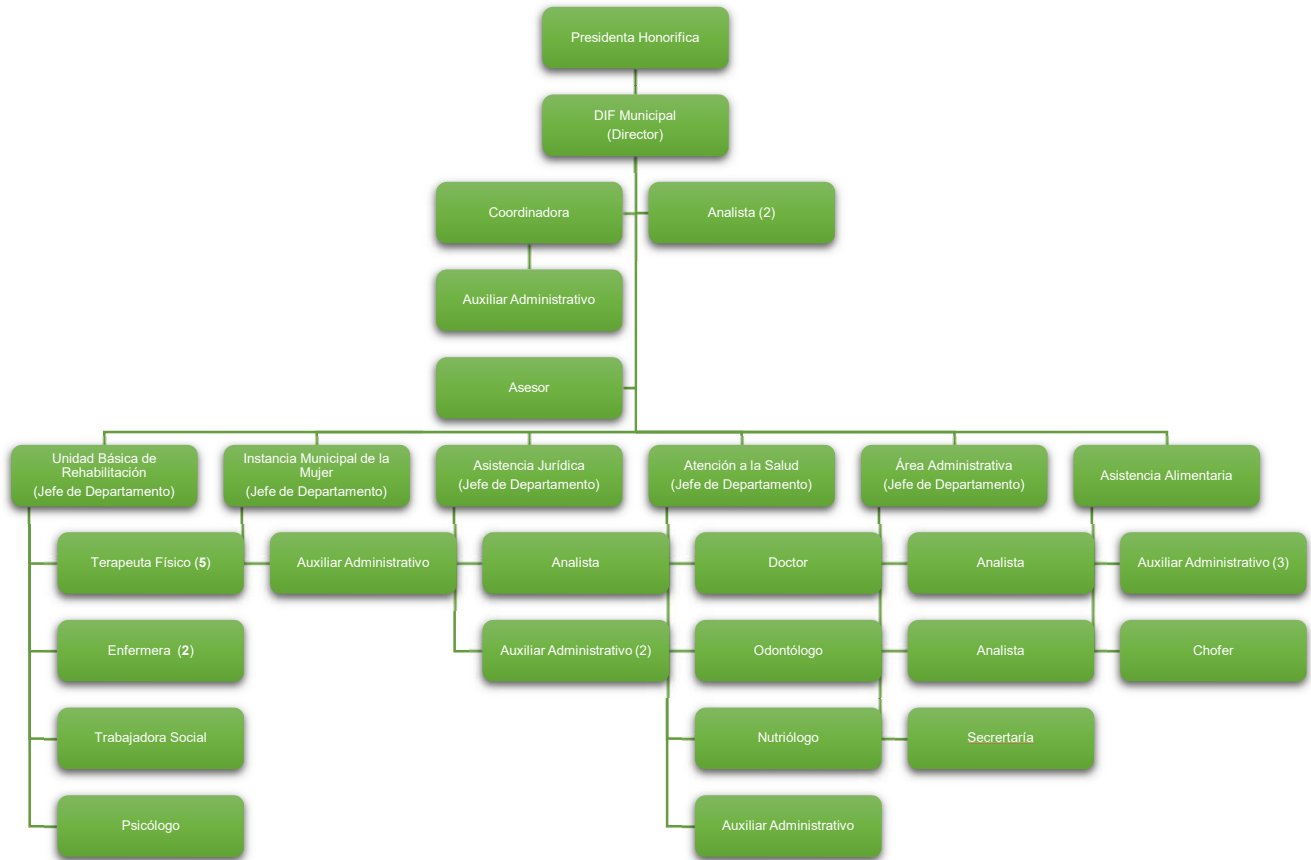 Presidenta Honorifica
DIF Municipal
(Director)
Coordinadora
Analista (2)
Auxiliar Administrativo
Asesor
Unidad Básica de
Rehabilitación
(Jefe de Departamento)
Instancia Municipal de la
Mujer
(Jefe de Departamento)
Asistencia Jurídica
(Jefe de Departamento)
Atención a la Salud
(Jefe de Departamento)
Área Administrativa
(Jefe de Departamento)
Asistencia Alimentaria
Terapeuta Físico (5)
Auxiliar Administrativo
Analista
Doctor
Analista
Auxiliar Administrativo (3)
Enfermera (2)
Auxiliar Administrativo (2)
Odontólogo
Analista
Chofer
Trabajadora Social
Nutriólogo
Secrertaría
Psicólogo
Auxiliar Administrativo